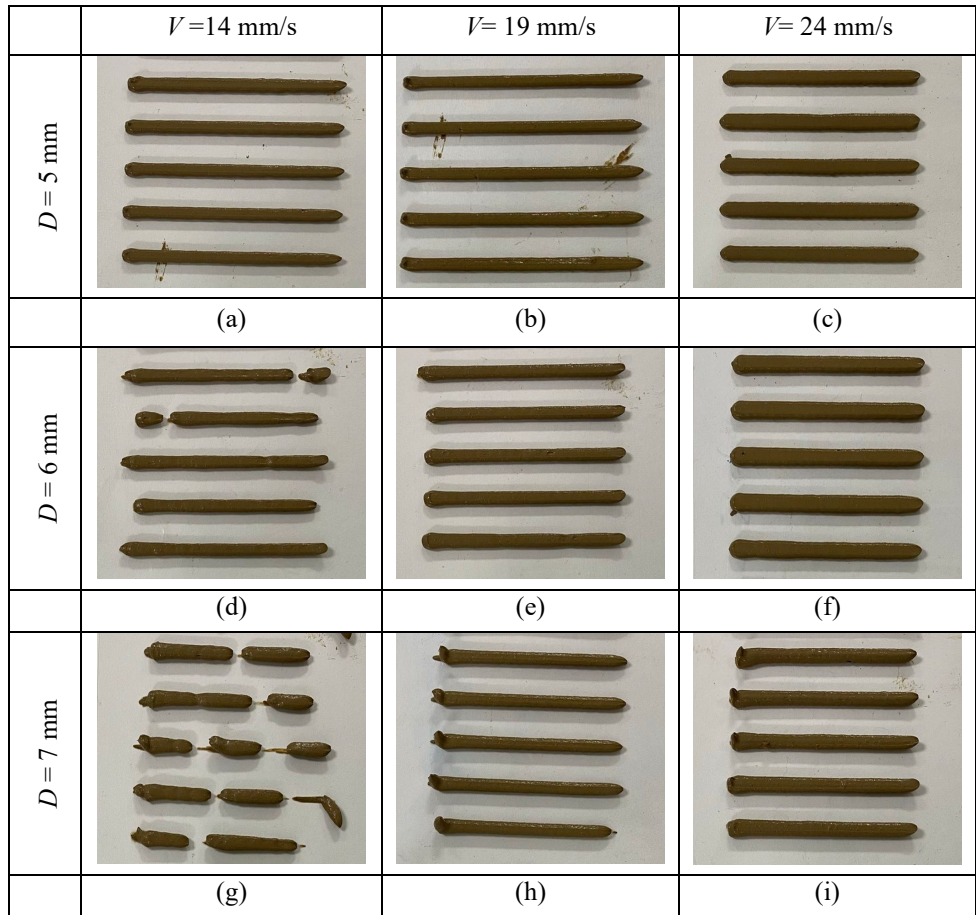 V =14 mm/s
V= 19 mm/s
V= 24 mm/s
D = 5 mm
(a)
(b)
(c)
D = 6 mm
(d)
(e)
(f)
D = 7 mm
(g)
(h)
(i)